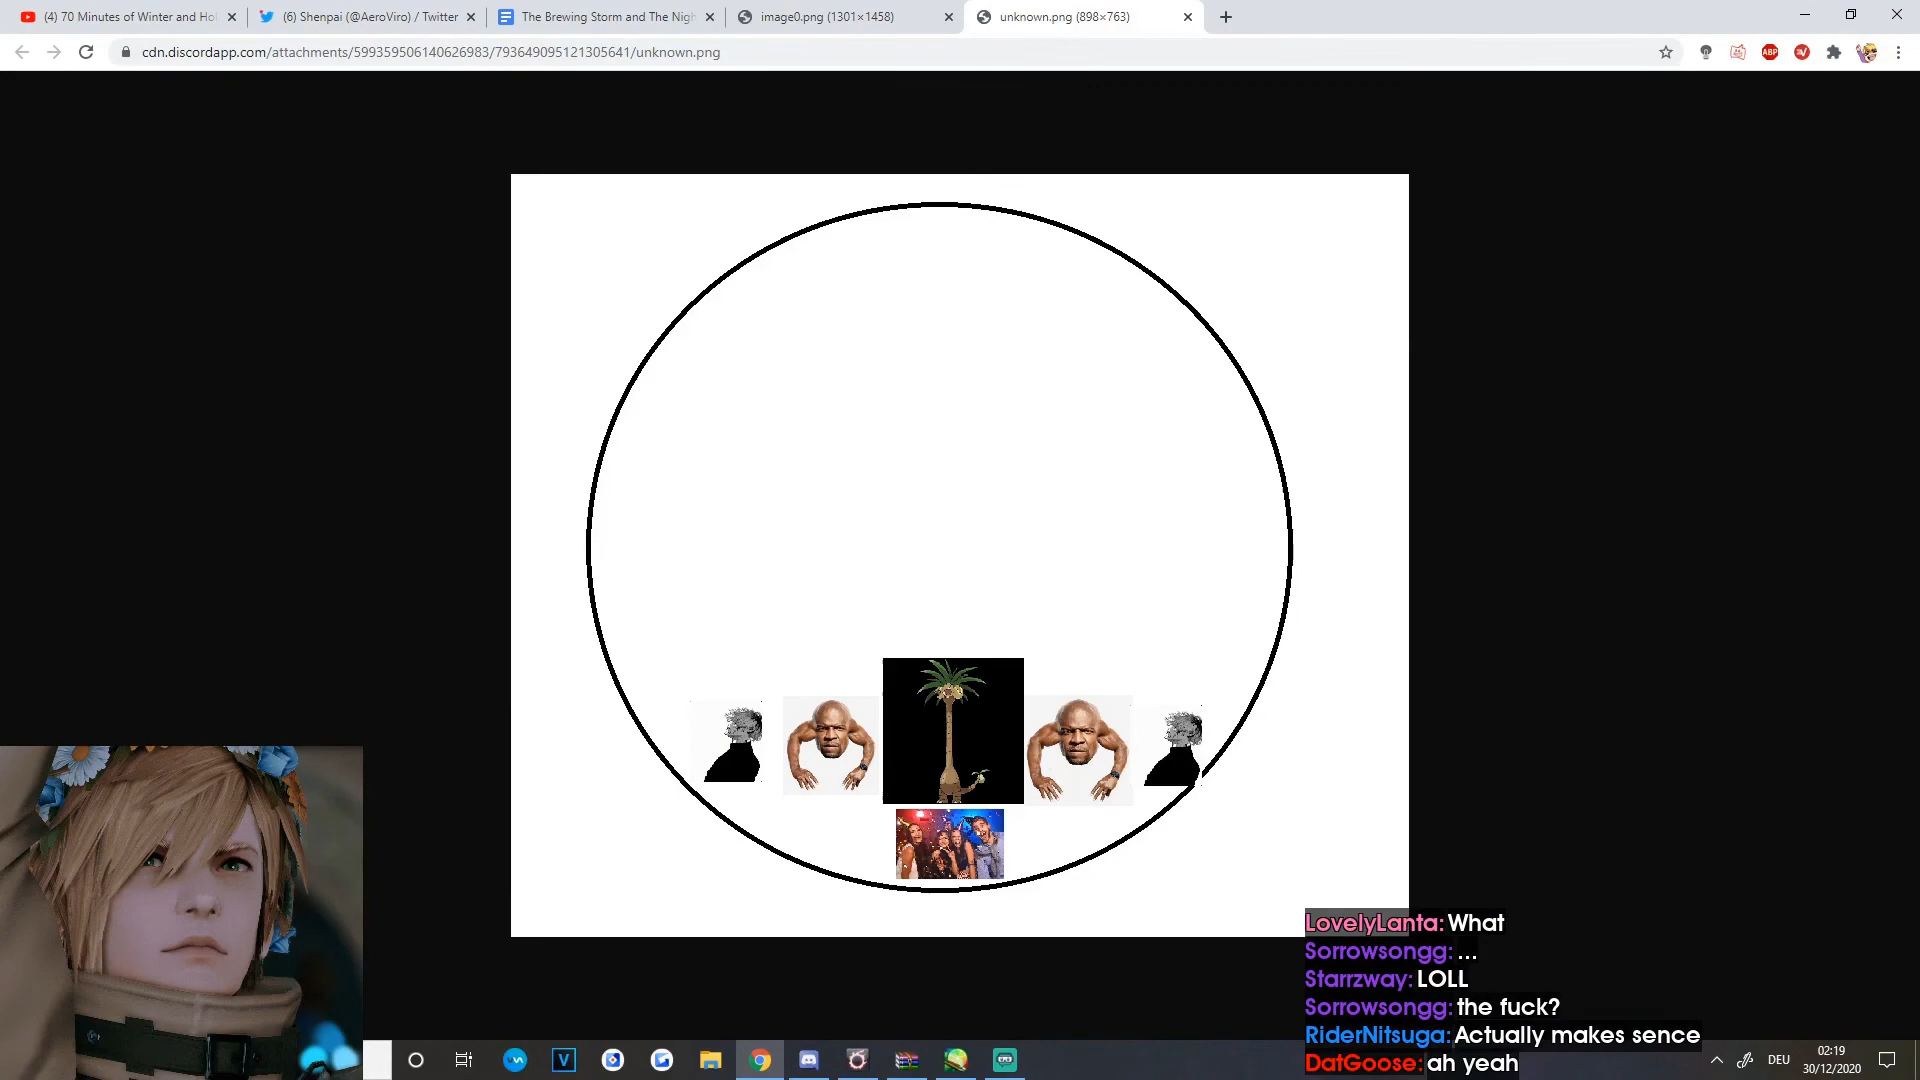 (4) 70 Minutes of Winter and Hol
(6) Shenpai (@AeroViro) / Twitter
The Brewing Storm and The Nigh
image0.png (1301×1458)
unknown.png (898×763)
cdn.discordapp.com/attachments/599359506140626983/793649095121305641/unknown.png
ABP
LovelyLanta: What
Sorrowsongg: ...
Starrzway: LOLL
Sorrowsongg: the fuck?
RiderNitsuga: Actually makes sence
DatGoose: ah yeah
V
DEU
02:19
30/12/2020